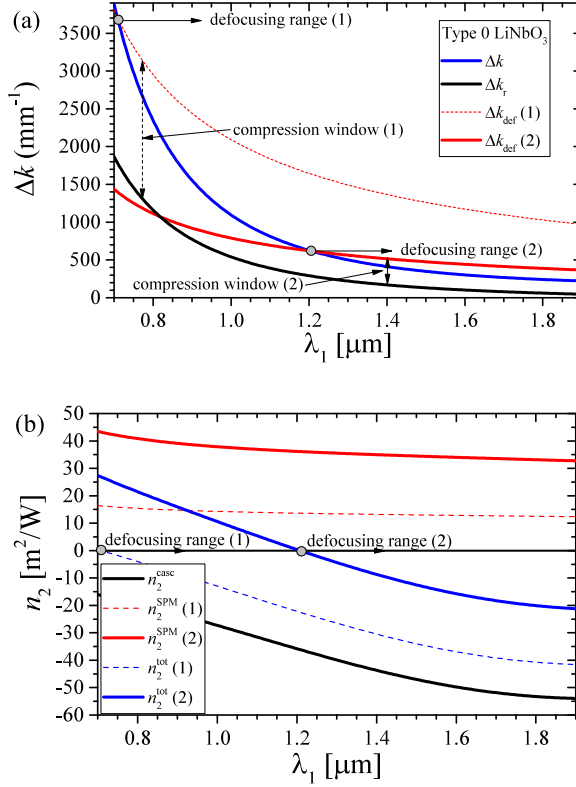 (a)
defocusing range (1)
Type 0 LiNbO₃
Δk
Δkᵣ
Δk_def (1)
Δk_def (2)
compression window (1)
defocusing range (2)
compression window (2)
Δk (mm⁻¹)
3500
3000
2500
2000
1500
1000
500
0
0.8 1.0 1.2 1.4 1.6 1.8
λ₁ [μm]
(b)
n₂ [m²/W]
50
40
30
20
10
0
-10
-20
-30
-40
-50
-60
defocusing range (1)
defocusing range (2)
n₂^casc
n₂^SPM (1)
n₂^SPM (2)
n₂^tot (1)
n₂^tot (2)
0.8 1.0 1.2 1.4 1.6 1.8
λ₁ [μm]